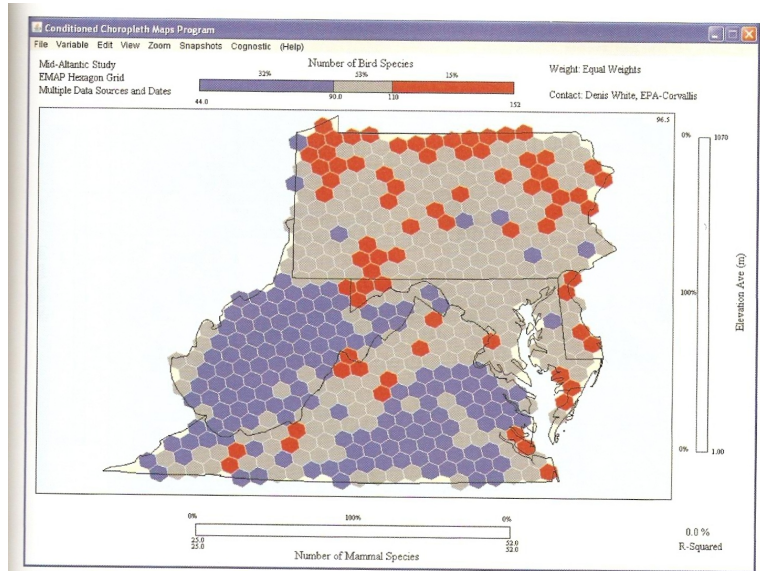 Conditioned Choropleth Maps Program
File Variable Edit View Zoom Snapshots Cognostic (Help)
Mid-Altantic Study
EMAP Hexagon Grid
Multiple Data Sources and Dates
Number of Bird Species
32% 53% 15%
44.0 90.0 110 152
Weight: Equal Weights
Contact: Denis White, EPA-Corvallis
96.5
0% 1070
100%
Elevation Ave (m)
0% 1.00
0% 100% 0%
25.0 52.0
25.0 52.0
Number of Mammal Species
0.0 %
R-Squared